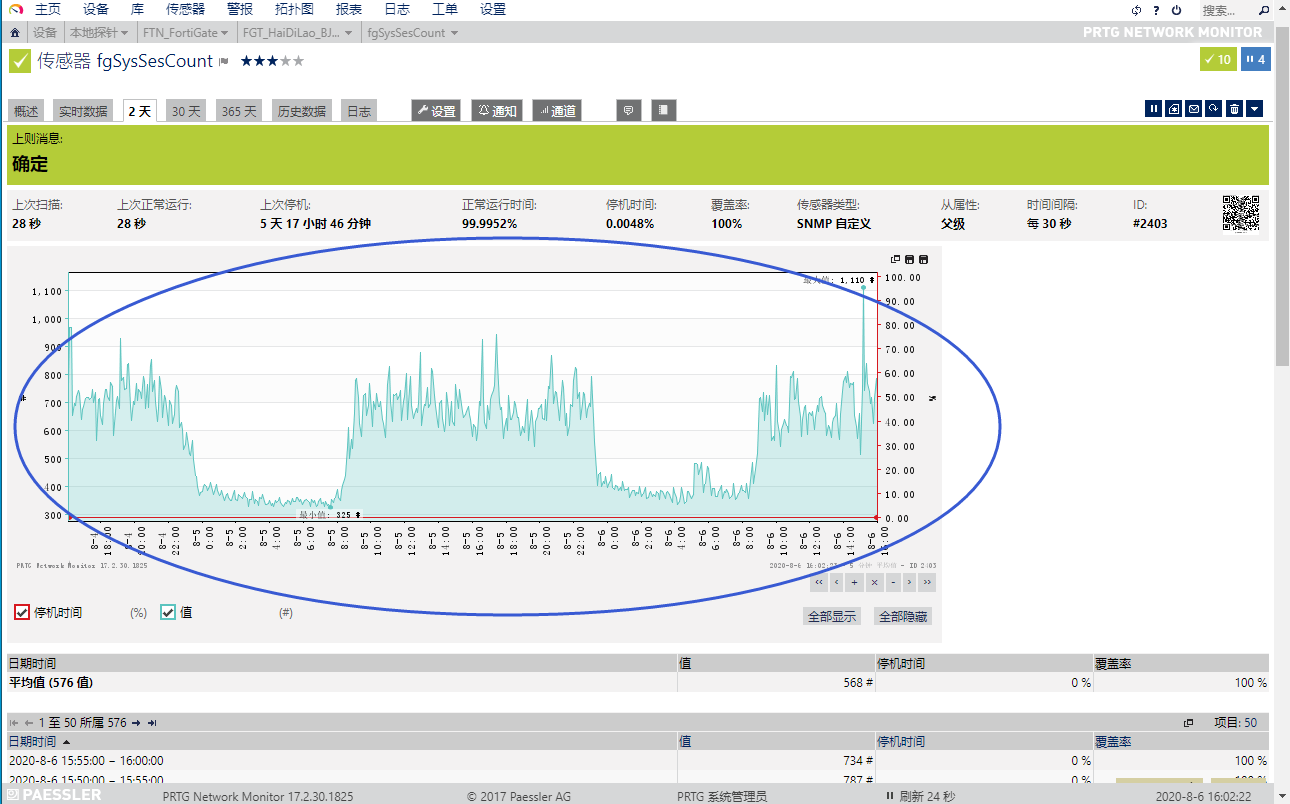 主页 设备 库 传感器 警报 拓扑图 报表 日志 工单 设置 ? 搜索...
设备 本地探针 FTN_FortiGate FGT_HaiDiLao_BJ... fgSysSesCount PRTG NETWORK MONITOR
传感器 fgSysSesCount 10 4
概述 实时数据 2 天 30 天 365 天 历史数据 日志 设置 通知 通道
上则消息:
确定
上次扫描: 上次正常运行: 上次停机: 正常运行时间: 停机时间: 覆盖率: 传感器类型: 从属性: 时间间隔: ID:
28 秒 28 秒 5 天 17 小时 46 分钟 99.9952% 0.0048% 100% SNMP 自定义 父级 每 30 秒 #2403
最大值: 1,110 #
100.00
1,100
90.00
1,000
80.00
900
70.00
800
60.00
700
50.00
# %
600
40.00
500
30.00
400
20.00
300
10.00
0.00
最小值: 325 #
8-4 18:00 8-4 20:00 8-4 22:00 8-5 0:00 8-5 2:00 8-5 4:00 8-5 6:00 8-5 8:00 8-5 10:00 8-5 12:00 8-5 14:00 8-5 16:00 8-5 18:00 8-5 20:00 8-5 22:00 8-6 0:00 8-6 2:00 8-6 4:00 8-6 6:00 8-6 8:00 8-6 10:00 8-6 12:00 8-6 14:00 8-6 16:00
PRTG Network Monitor 17.2.30.1825 2020-8-6 16:02:2 5 分钟 平均值 - ID 2403
<< < + × - > >>
停机时间 (%) 值 (#) 全部显示 全部隐藏
日期时间 值 停机时间 覆盖率
平均值 (576 值) 568 # 0 % 100 %
1 至 50 所属 576 项目: 50
日期时间 值 停机时间 覆盖率
2020-8-6 15:55:00 – 16:00:00 734 # 0 % 100 %
2020-8-6 15:50:00 – 15:55:00 787 # 0 % 100 %
PAESSLER PRTG Network Monitor 17.2.30.1825 © 2017 Paessler AG PRTG 系统管理员 刷新 24 秒 2020-8-6 16:02:22